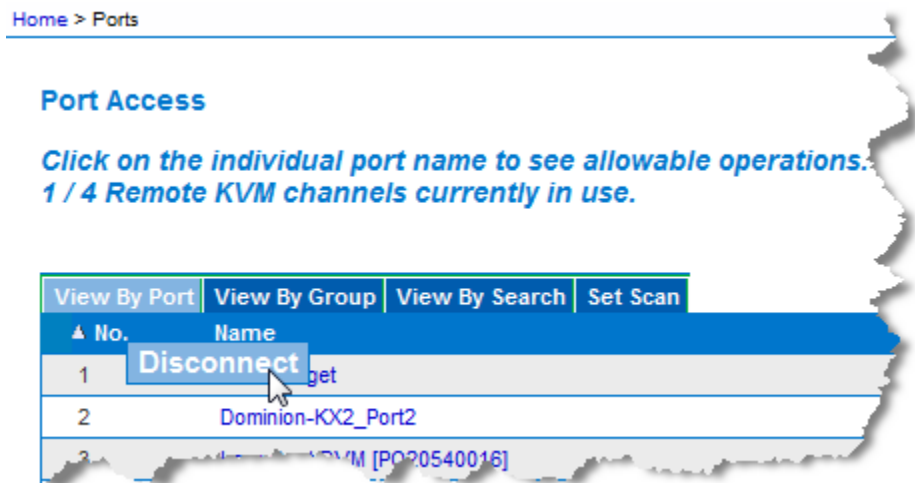 Home > Ports
Port Access
Click on the individual port name to see allowable operations.
1 / 4 Remote KVM channels currently in use.
View By Port View By Group View By Search Set Scan
No. Name
Disconnect
1
2 Dominion-KX2_Port2
[PQ20540016]